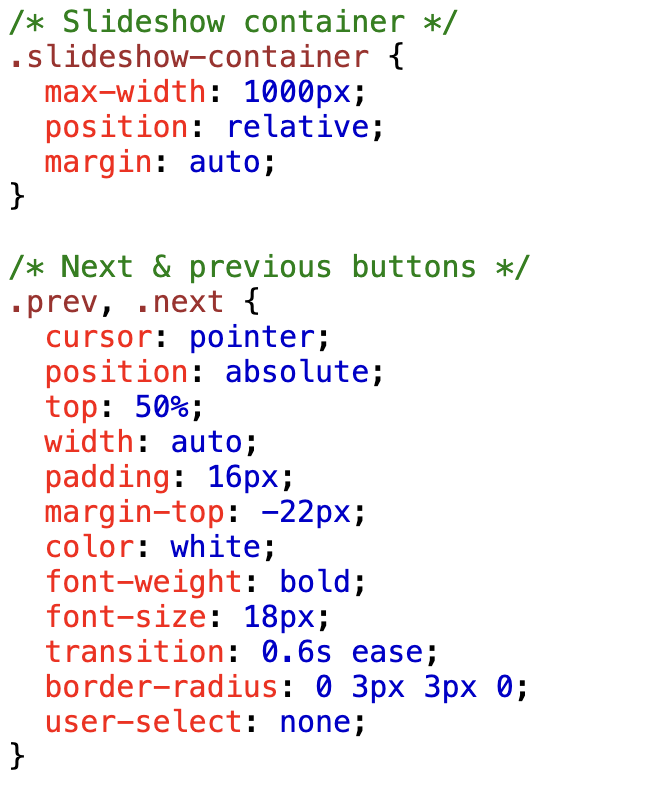 /* Slideshow container */
.slideshow-container {
  max-width: 1000px;
  position: relative;
  margin: auto;
}

/* Next & previous buttons */
.prev, .next {
  cursor: pointer;
  position: absolute;
  top: 50%;
  width: auto;
  padding: 16px;
  margin-top: -22px;
  color: white;
  font-weight: bold;
  font-size: 18px;
  transition: 0.6s ease;
  border-radius: 0 3px 3px 0;
  user-select: none;
}